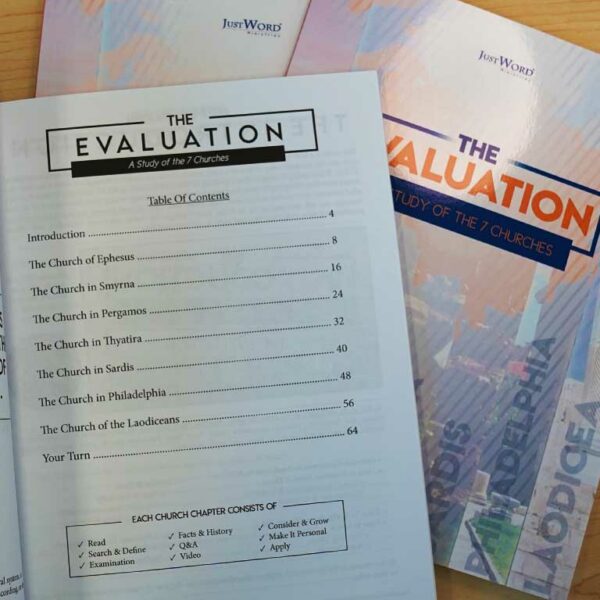 JUSTWORD
MINISTRIES
JUSTWORD
MINISTRIES
THE
EVALUATION
A Study of the 7 Churches
Table Of Contents
Introduction 4
The Church of Ephesus 8
The Church in Smyrna 16
The Church in Pergamos 24
The Church in Thyatira 32
The Church in Sardis 40
The Church in Philadelphia 48
The Church of the Laodiceans 56
Your Turn 64
EACH CHURCH CHAPTER CONSISTS OF
✓ Read ✓ Facts & History ✓ Consider & Grow
✓ Search & Define ✓ Q&A ✓ Make It Personal
✓ Examination ✓ Video ✓ Apply
THE
VALUATION
STUDY OF THE 7 CHURCHES
ARDIS
PHILADELPHIA
LAODICEA